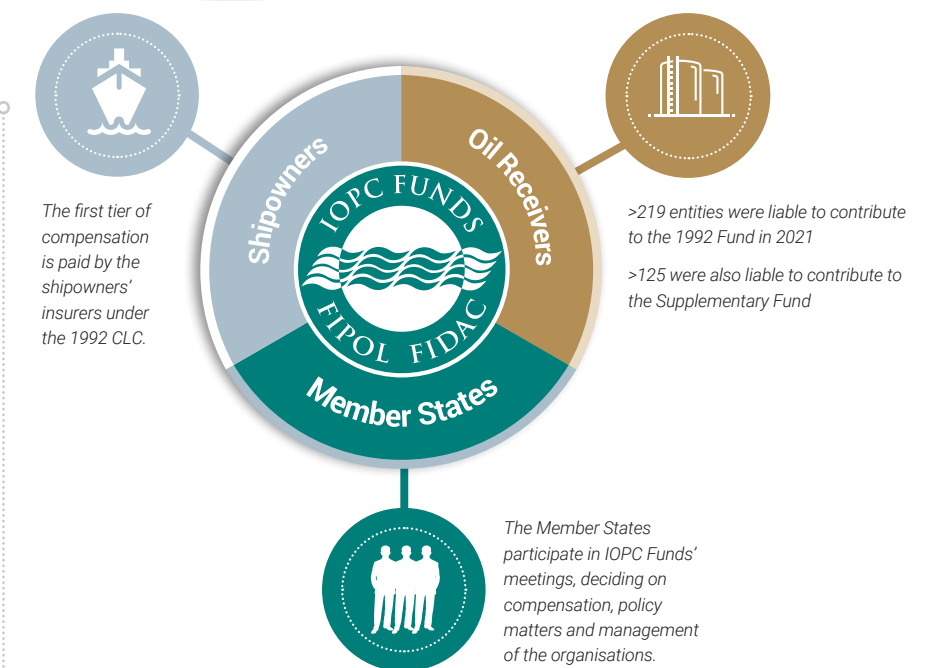 Shipowners
Oil Receivers
Member States
IOPC FUNDS
FIPOL FIDAC
The first tier of
compensation
is paid by the
shipowners’
insurers under
the 1992 CLC.
>219 entities were liable to contribute
to the 1992 Fund in 2021
>125 were also liable to contribute to
the Supplementary Fund
The Member States
participate in IOPC Funds’
meetings, deciding on
compensation, policy
matters and management
of the organisations.